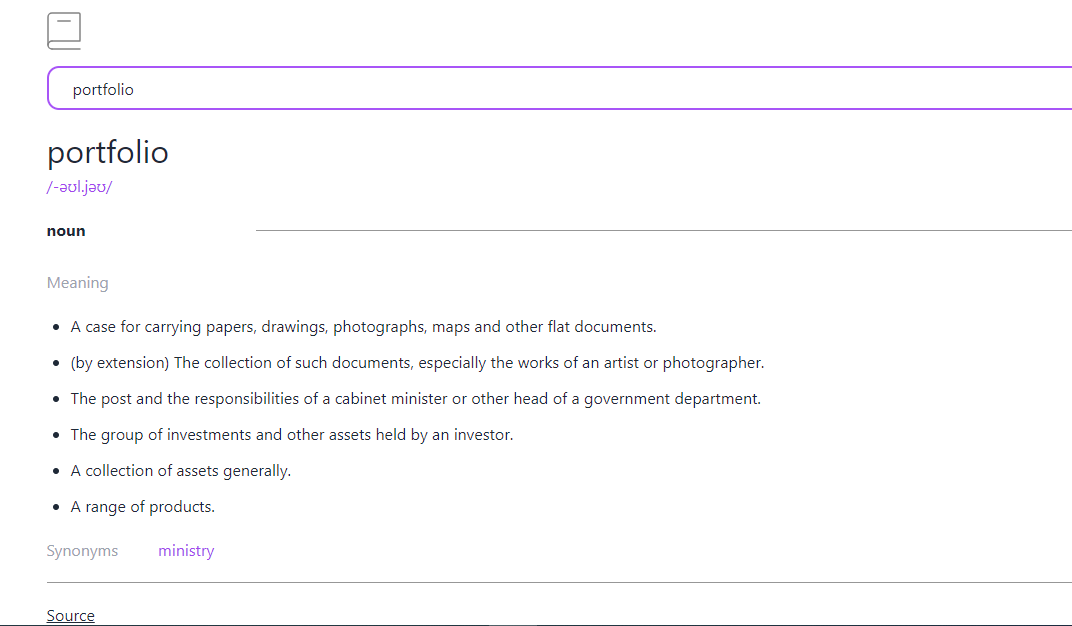 portfolio
portfolio
/-əʊl.jəʊ/
noun
Meaning
• A case for carrying papers, drawings, photographs, maps and other flat documents.
• (by extension) The collection of such documents, especially the works of an artist or photographer.
• The post and the responsibilities of a cabinet minister or other head of a government department.
• The group of investments and other assets held by an investor.
• A collection of assets generally.
• A range of products.
Synonyms ministry
Source